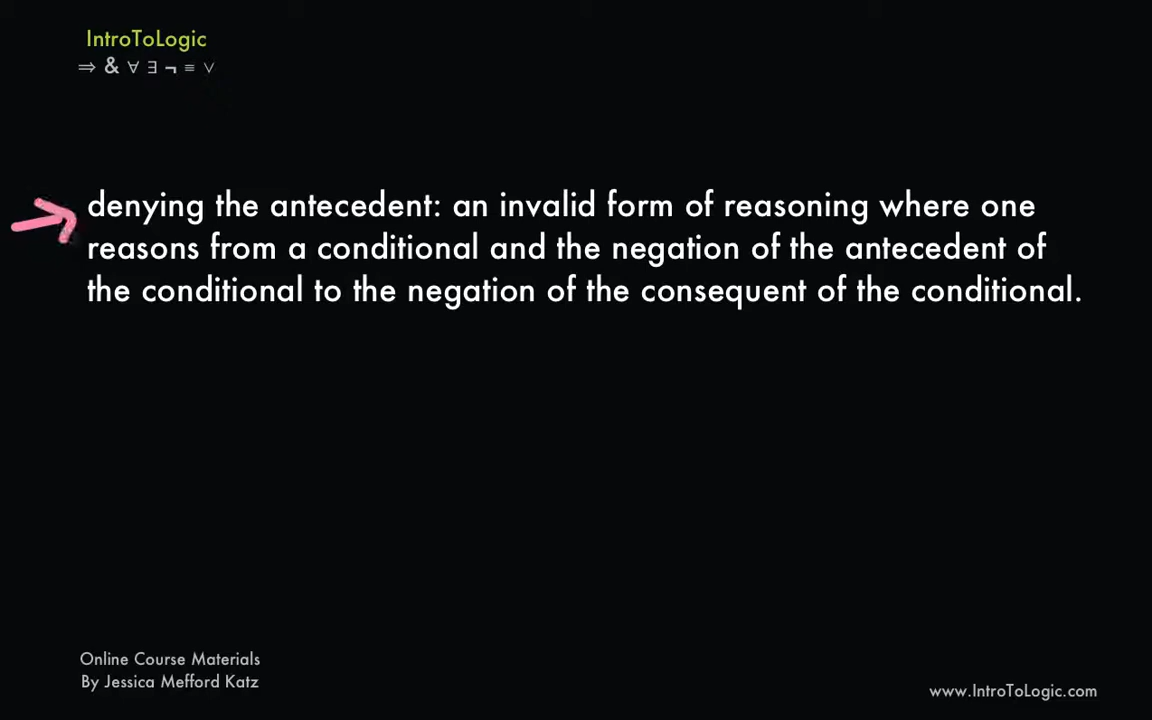 IntroToLogic
⇒ & ∀ ∃ ¬ ≡ ∨
denying the antecedent: an invalid form of reasoning where one
reasons from a conditional and the negation of the antecedent of
the conditional to the negation of the consequent of the conditional.
Online Course Materials
By Jessica Mefford Katz
www.IntroToLogic.com